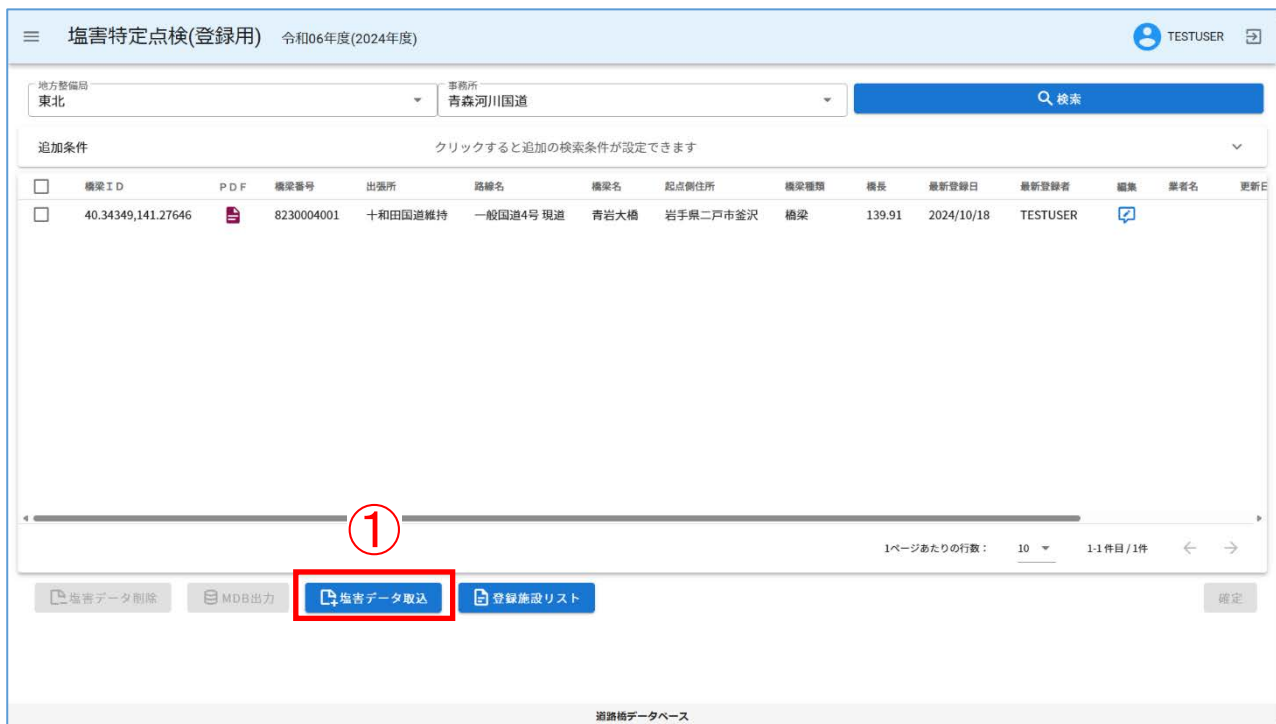 塩害特定点検(登録用) 令和06年度(2024年度) TESTUSER
地方整備局 事務所
東北 青森河川国道 検索
追加条件 クリックすると追加の検索条件が設定できます
橋梁ID PDF 橋梁番号 出張所 路線名 橋梁名 起点側住所 橋梁種類 橋長 最新登録日 最新登録者 編集 業者名 更新日
40.34349,141.27646 8230004001 十和田国道維持 一般国道4号 現道 青岩大橋 岩手県二戸市釜沢 橋梁 139.91 2024/10/18 TESTUSER
①
1ページあたりの行数： 10 1-1 件目 / 1件
塩害データ削除 MDB出力 塩害データ取込 登録施設リスト 確定
道路橋データベース